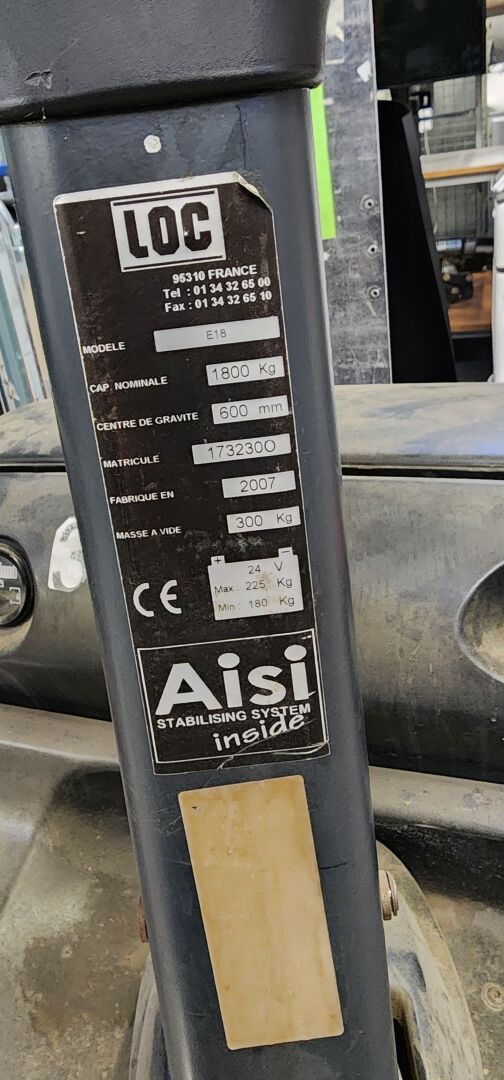 LOC
95310 FRANCE
Tel : 01 34 32 65 00
Fax : 01 34 32 65 10
MODELE E18
CAP. NOMINALE 1800 Kg
CENTRE DE GRAVITE 600 mm
MATRICULE 173230O
FABRIQUE EN 2007
MASSE A VIDE 300 Kg
+ −
24 V
Max : 225 Kg
Min : 180 Kg
CE
Aisi
STABILISING SYSTEM
inside